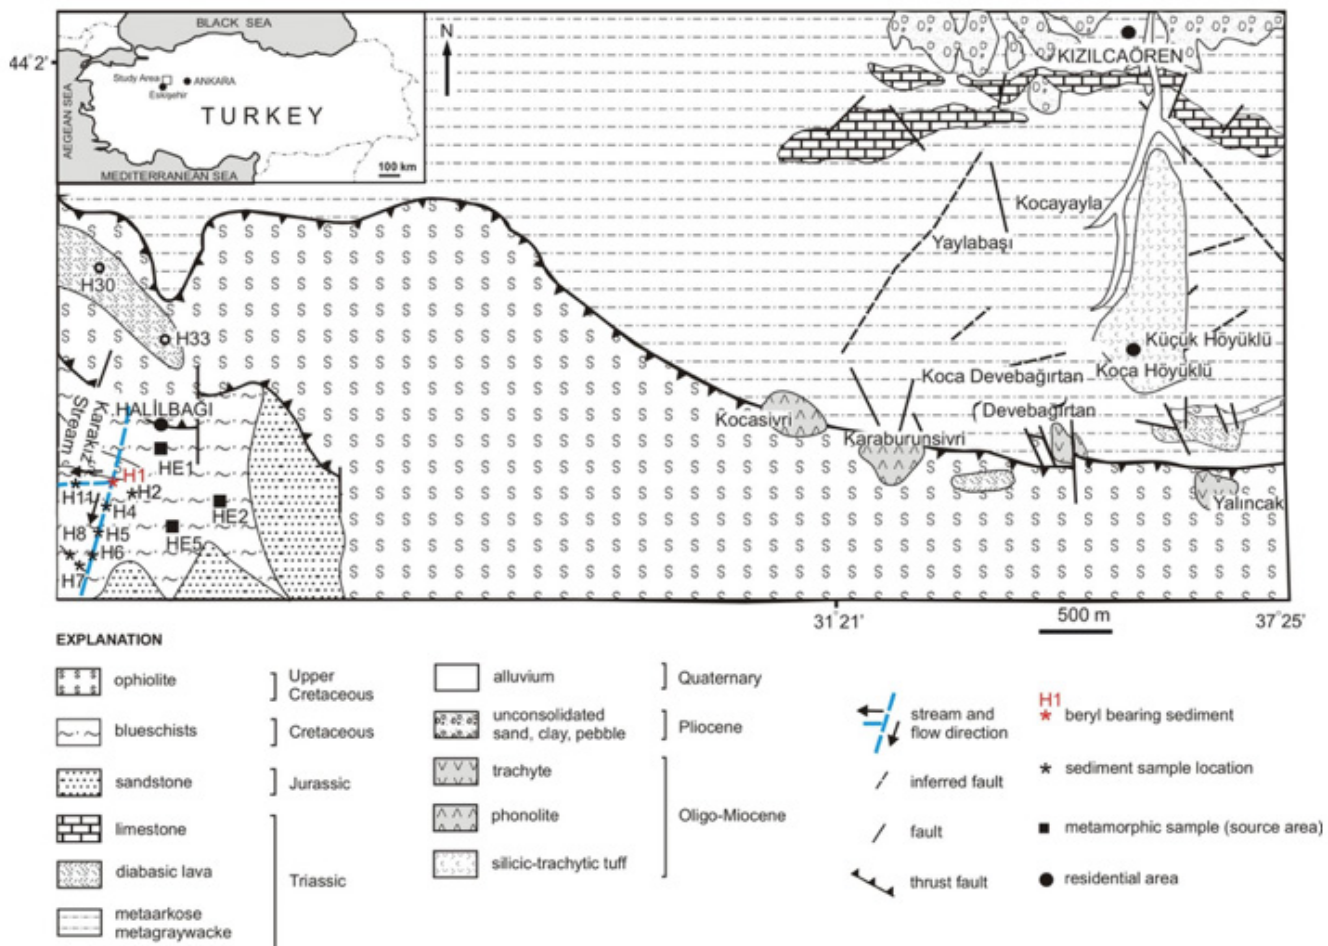 BLACK SEA
44°2'
Study Area
ANKARA
Eskişehir
TURKEY
AEGEAN SEA
100 km
MEDITERRANEAN SEA
N
KIZILCAÖREN
Kocayayla
Yaylabaşı
H30
H33
Küçük Höyüklü
Koca Höyüklü
Koca Devebağırtan
Devebağırtan
Kocasivri
Karaburunsivri
Yalıncak
HALİLBAĞI
Karakız
Stream
HE1
H1
H11
H2
H4
HE2
H8
H5
HE5
H6
H7
31°21'
500 m
37°25'
EXPLANATION
ophiolite
Upper
Cretaceous
blueschists
Cretaceous
sandstone
Jurassic
limestone
diabasic lava
Triassic
metaarkose
metagraywacke
alluvium
Quaternary
unconsolidated
sand, clay, pebble
Pliocene
trachyte
phonolite
Oligo-Miocene
silicic-trachytic tuff
stream and
flow direction
inferred fault
fault
thrust fault
H1
beryl bearing sediment
sediment sample location
metamorphic sample (source area)
residential area